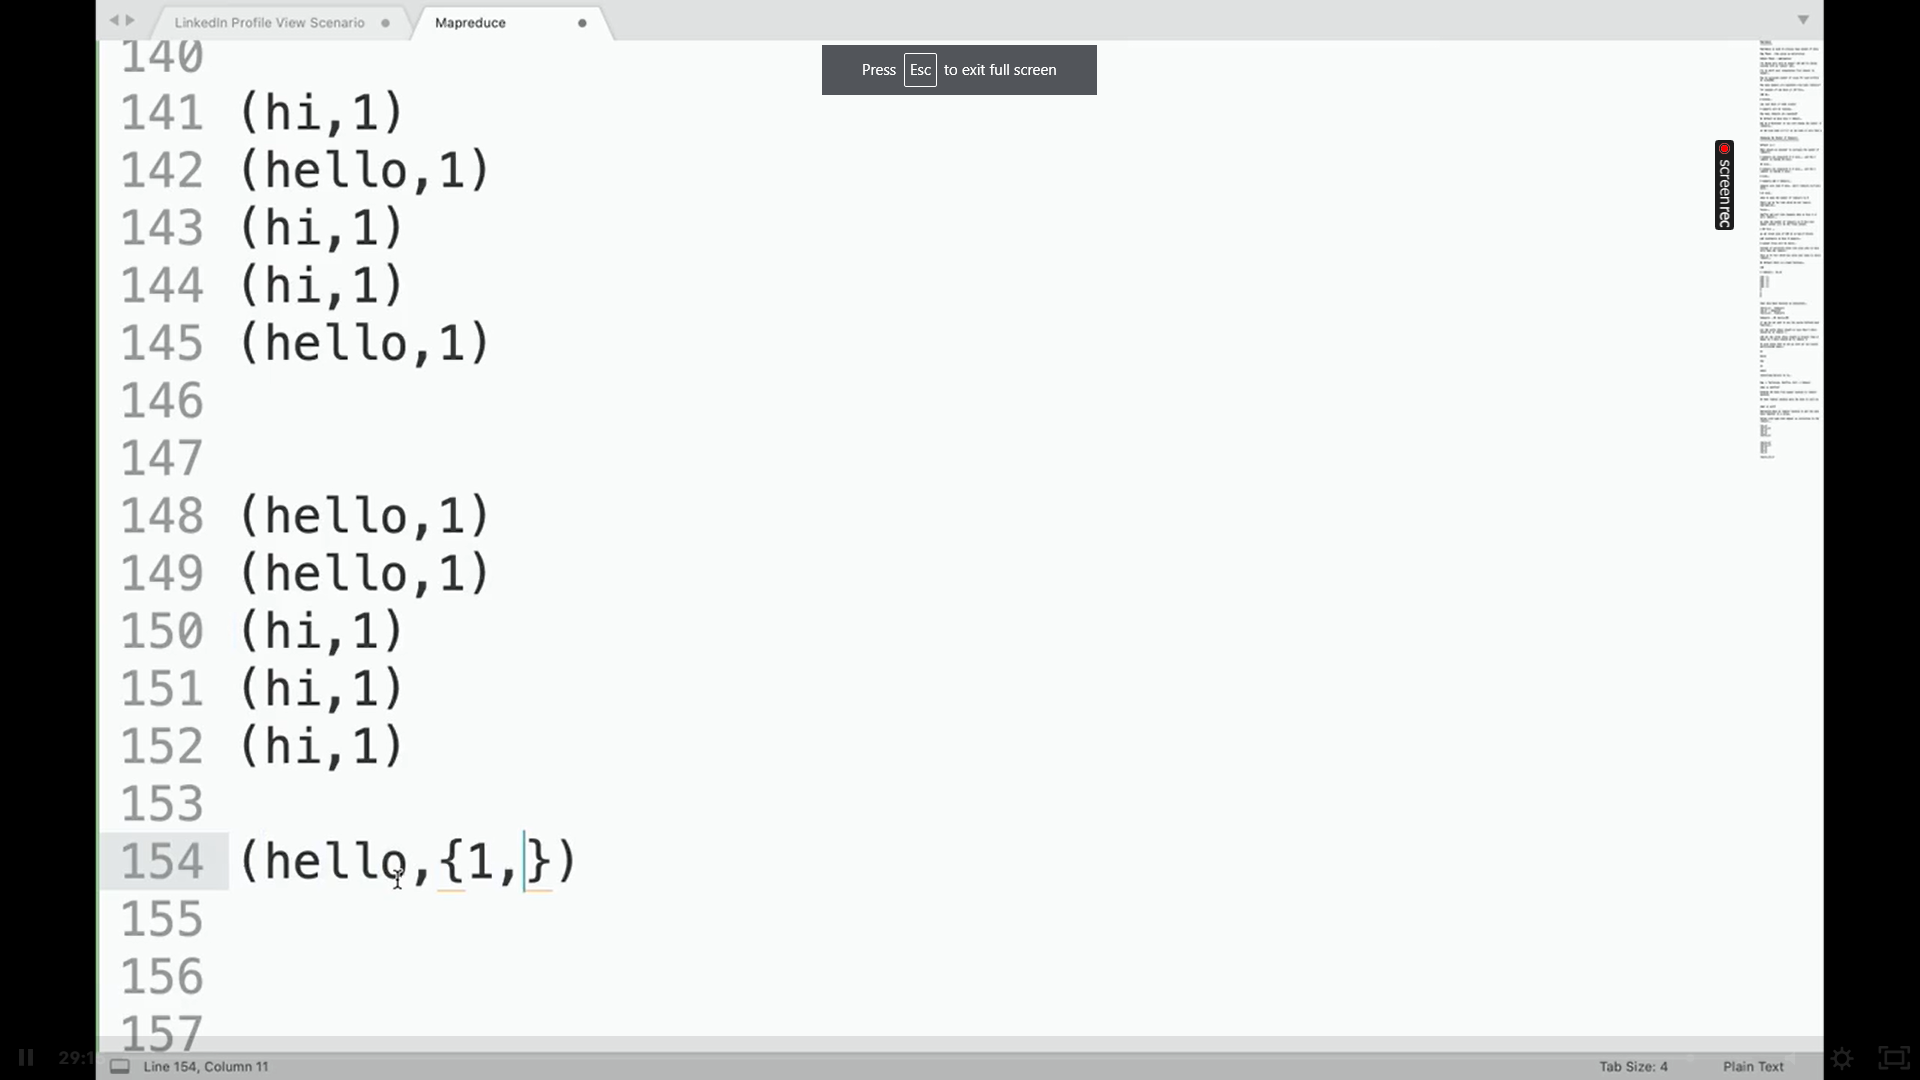 LinkedIn Profile View Scenario
Mapreduce
Press Esc to exit full screen
140
141 (hi,1)
142 (hello,1)
143 (hi,1)
144 (hi,1)
145 (hello,1)
146
147
148 (hello,1)
149 (hello,1)
150 (hi,1)
151 (hi,1)
152 (hi,1)
153
154 (hello,{1,})
155
156
157
screenrec
Line 154, Column 11
Tab Size: 4
Plain Text